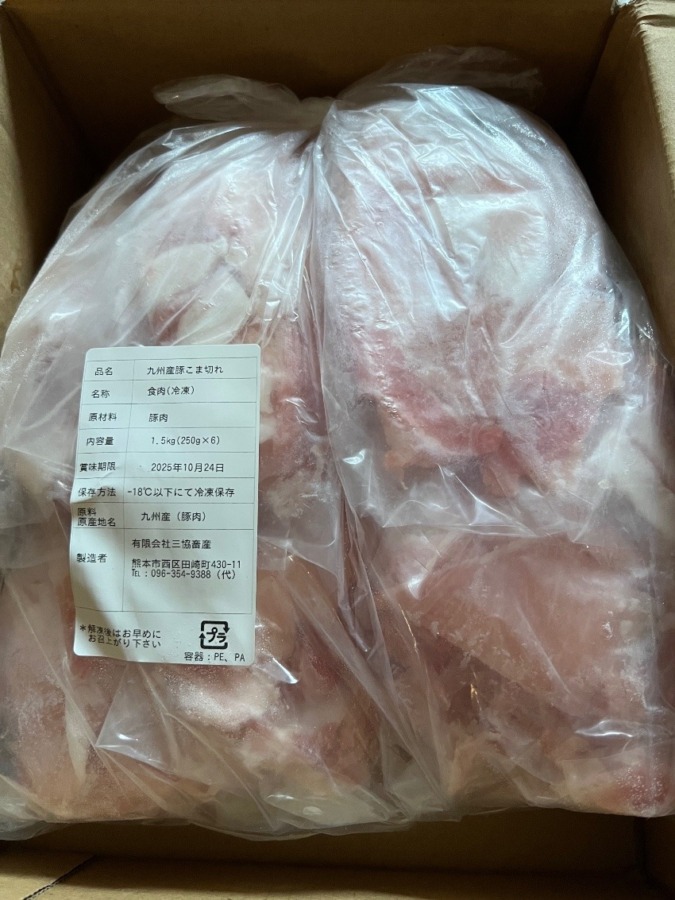 品名 九州産豚こま切れ
名称 食肉(冷凍)
原材料 豚肉
内容量 1.5kg(250g×6)
賞味期限 2025年10月24日
保存方法 -18℃以下にて冷凍保存
原料
原産地名 九州産(豚肉)
製造者 有限会社三協畜産
熊本市西区田崎町430-11
TEL:096-354-9388(代)
*解凍後はお早めに
お召上がり下さい
プラ
容器:PE、PA